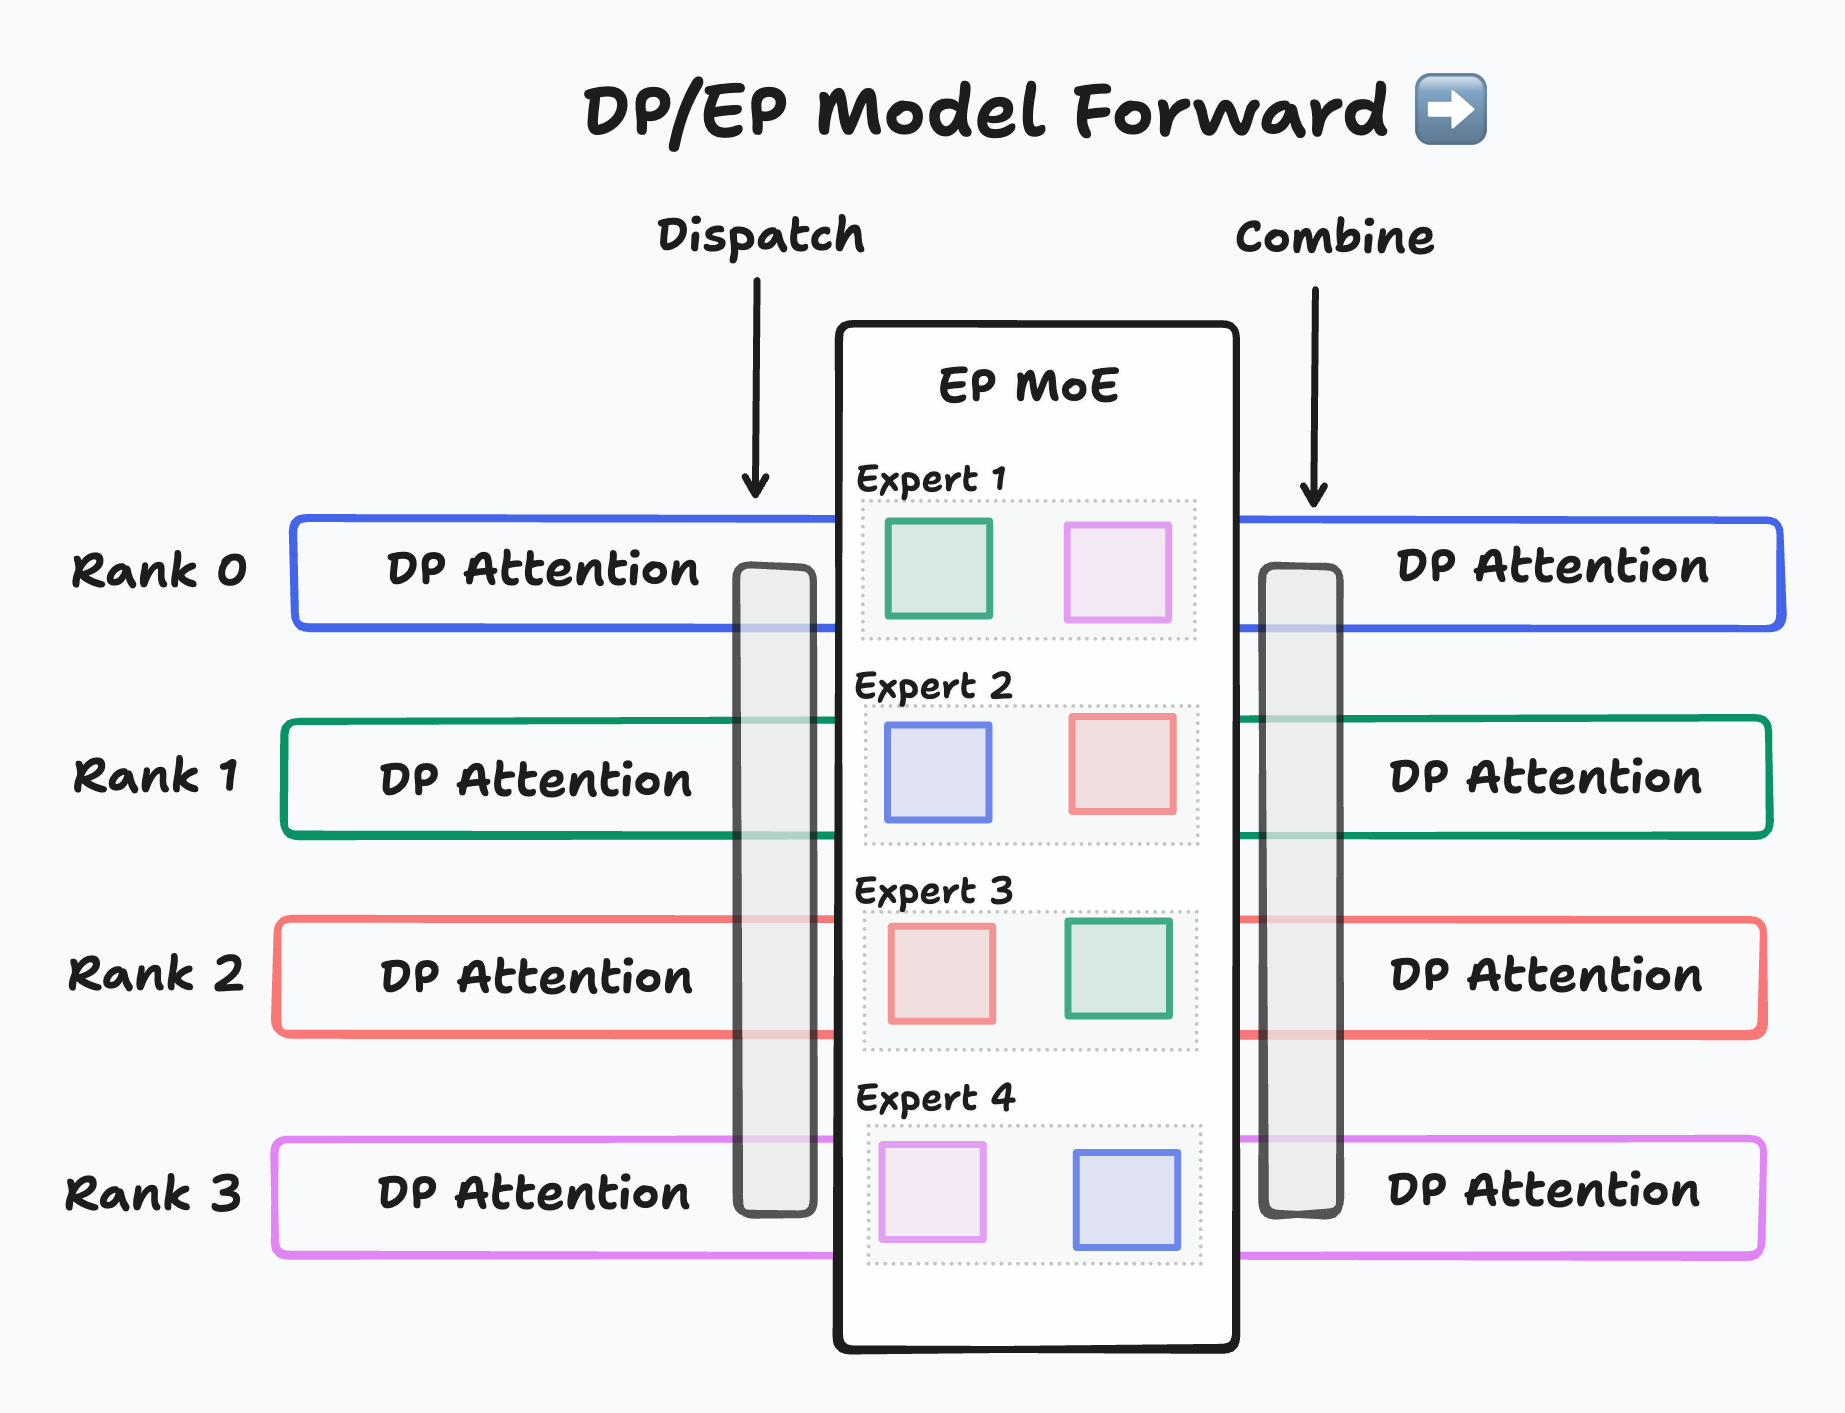 DP/EP Model Forward ➡️
Dispatch
Combine
EP MoE
Expert 1
Rank 0
DP Attention
DP Attention
Expert 2
Rank 1
DP Attention
DP Attention
Expert 3
Rank 2
DP Attention
DP Attention
Expert 4
Rank 3
DP Attention
DP Attention